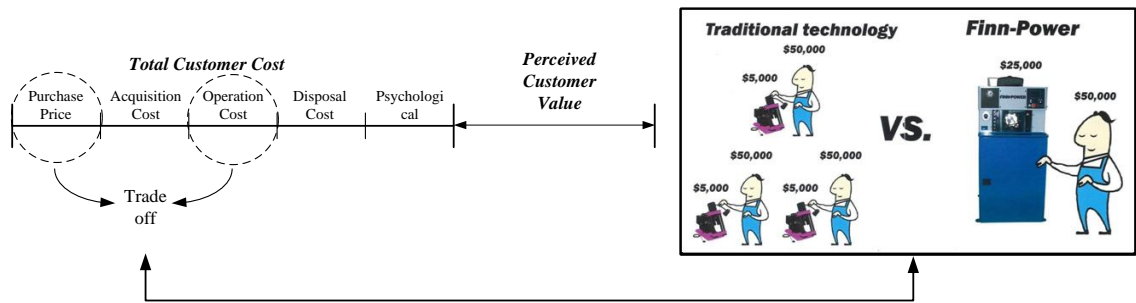 Total Customer Cost
Purchase
Price
Acquisition
Cost
Operation
Cost
Disposal
Cost
Psychologi
cal
Trade
off
Perceived
Customer
Value
Traditional technology
$50,000
$5,000
$50,000
$5,000
$50,000
$5,000
VS.
Finn-Power
$25,000
FINN-POWER
$50,000